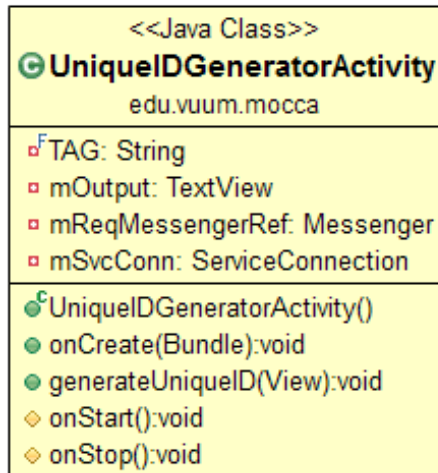 <<Java Class>>
UniqueIDGeneratorActivity
edu.vuum.mocca
TAG: String
mOutput: TextView
mReqMessengerRef: Messenger
mSvcConn: ServiceConnection
UniqueIDGeneratorActivity()
onCreate(Bundle):void
generateUniqueID(View):void
onStart():void
onStop():void